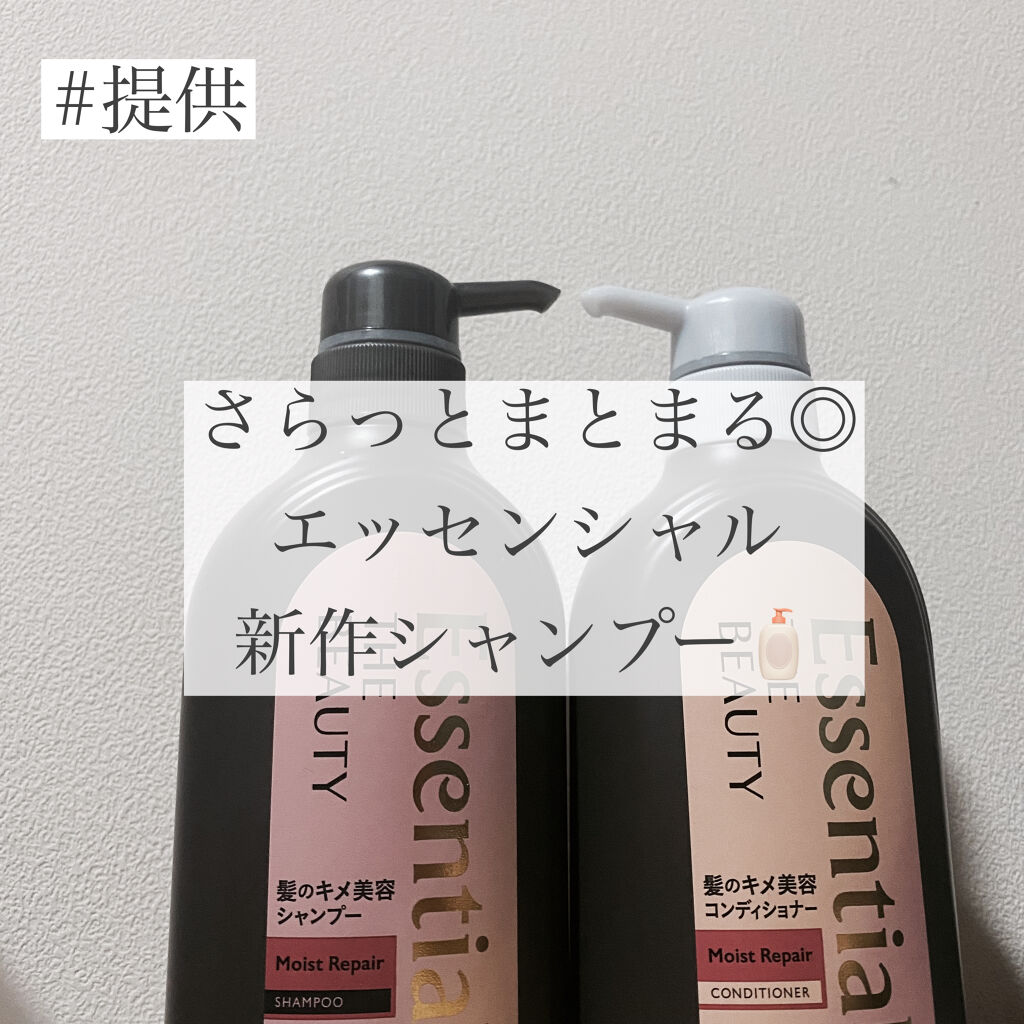 #提供
さらっとまとまる◎
エッセンシャル
新作シャンプー
Essential
THE
BEAUTY
髪のキメ美容
シャンプー
Moist Repair
SHAMPOO
Essential
THE
BEAUTY
髪のキメ美容
コンディショナー
Moist Repair
CONDITIONER